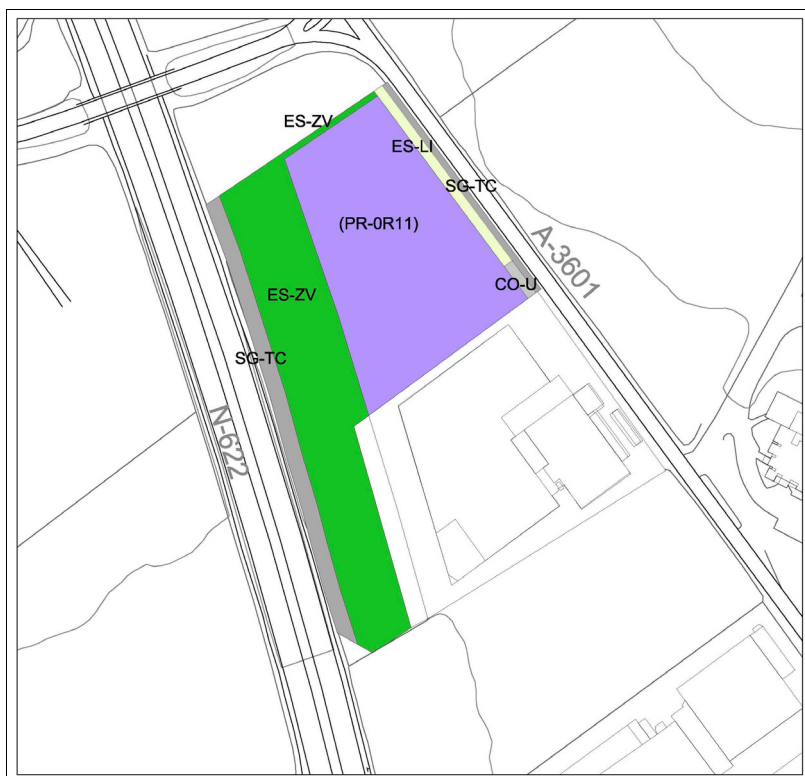 ES-ZV
ES-LI
SG-TC
(PR-0R11)
A-3601
CO-U
ES-ZV
SG-TC
N-622